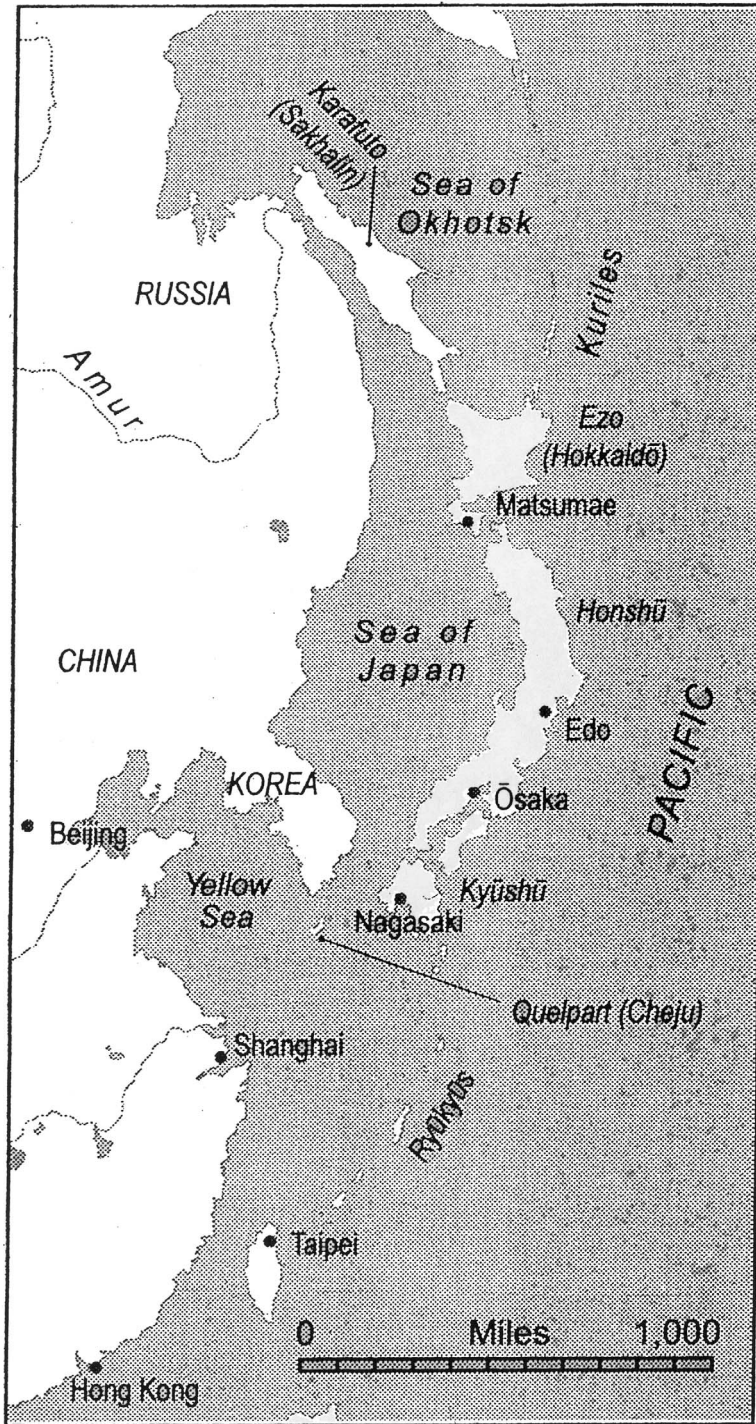 Karafuto
(Sakhalin)
Sea of
Okhotsk
RUSSIA
Kuriles
Amur
Ezo
(Hokkaidō)
Matsumae
Honshū
Sea of
Japan
CHINA
PACIFIC
Edo
KOREA
Ōsaka
Beijing
Yellow
Sea
Kyūshū
Nagasaki
Quelpart (Cheju)
Shanghai
Ryūkyūs
Taipei
0 Miles 1,000
Hong Kong